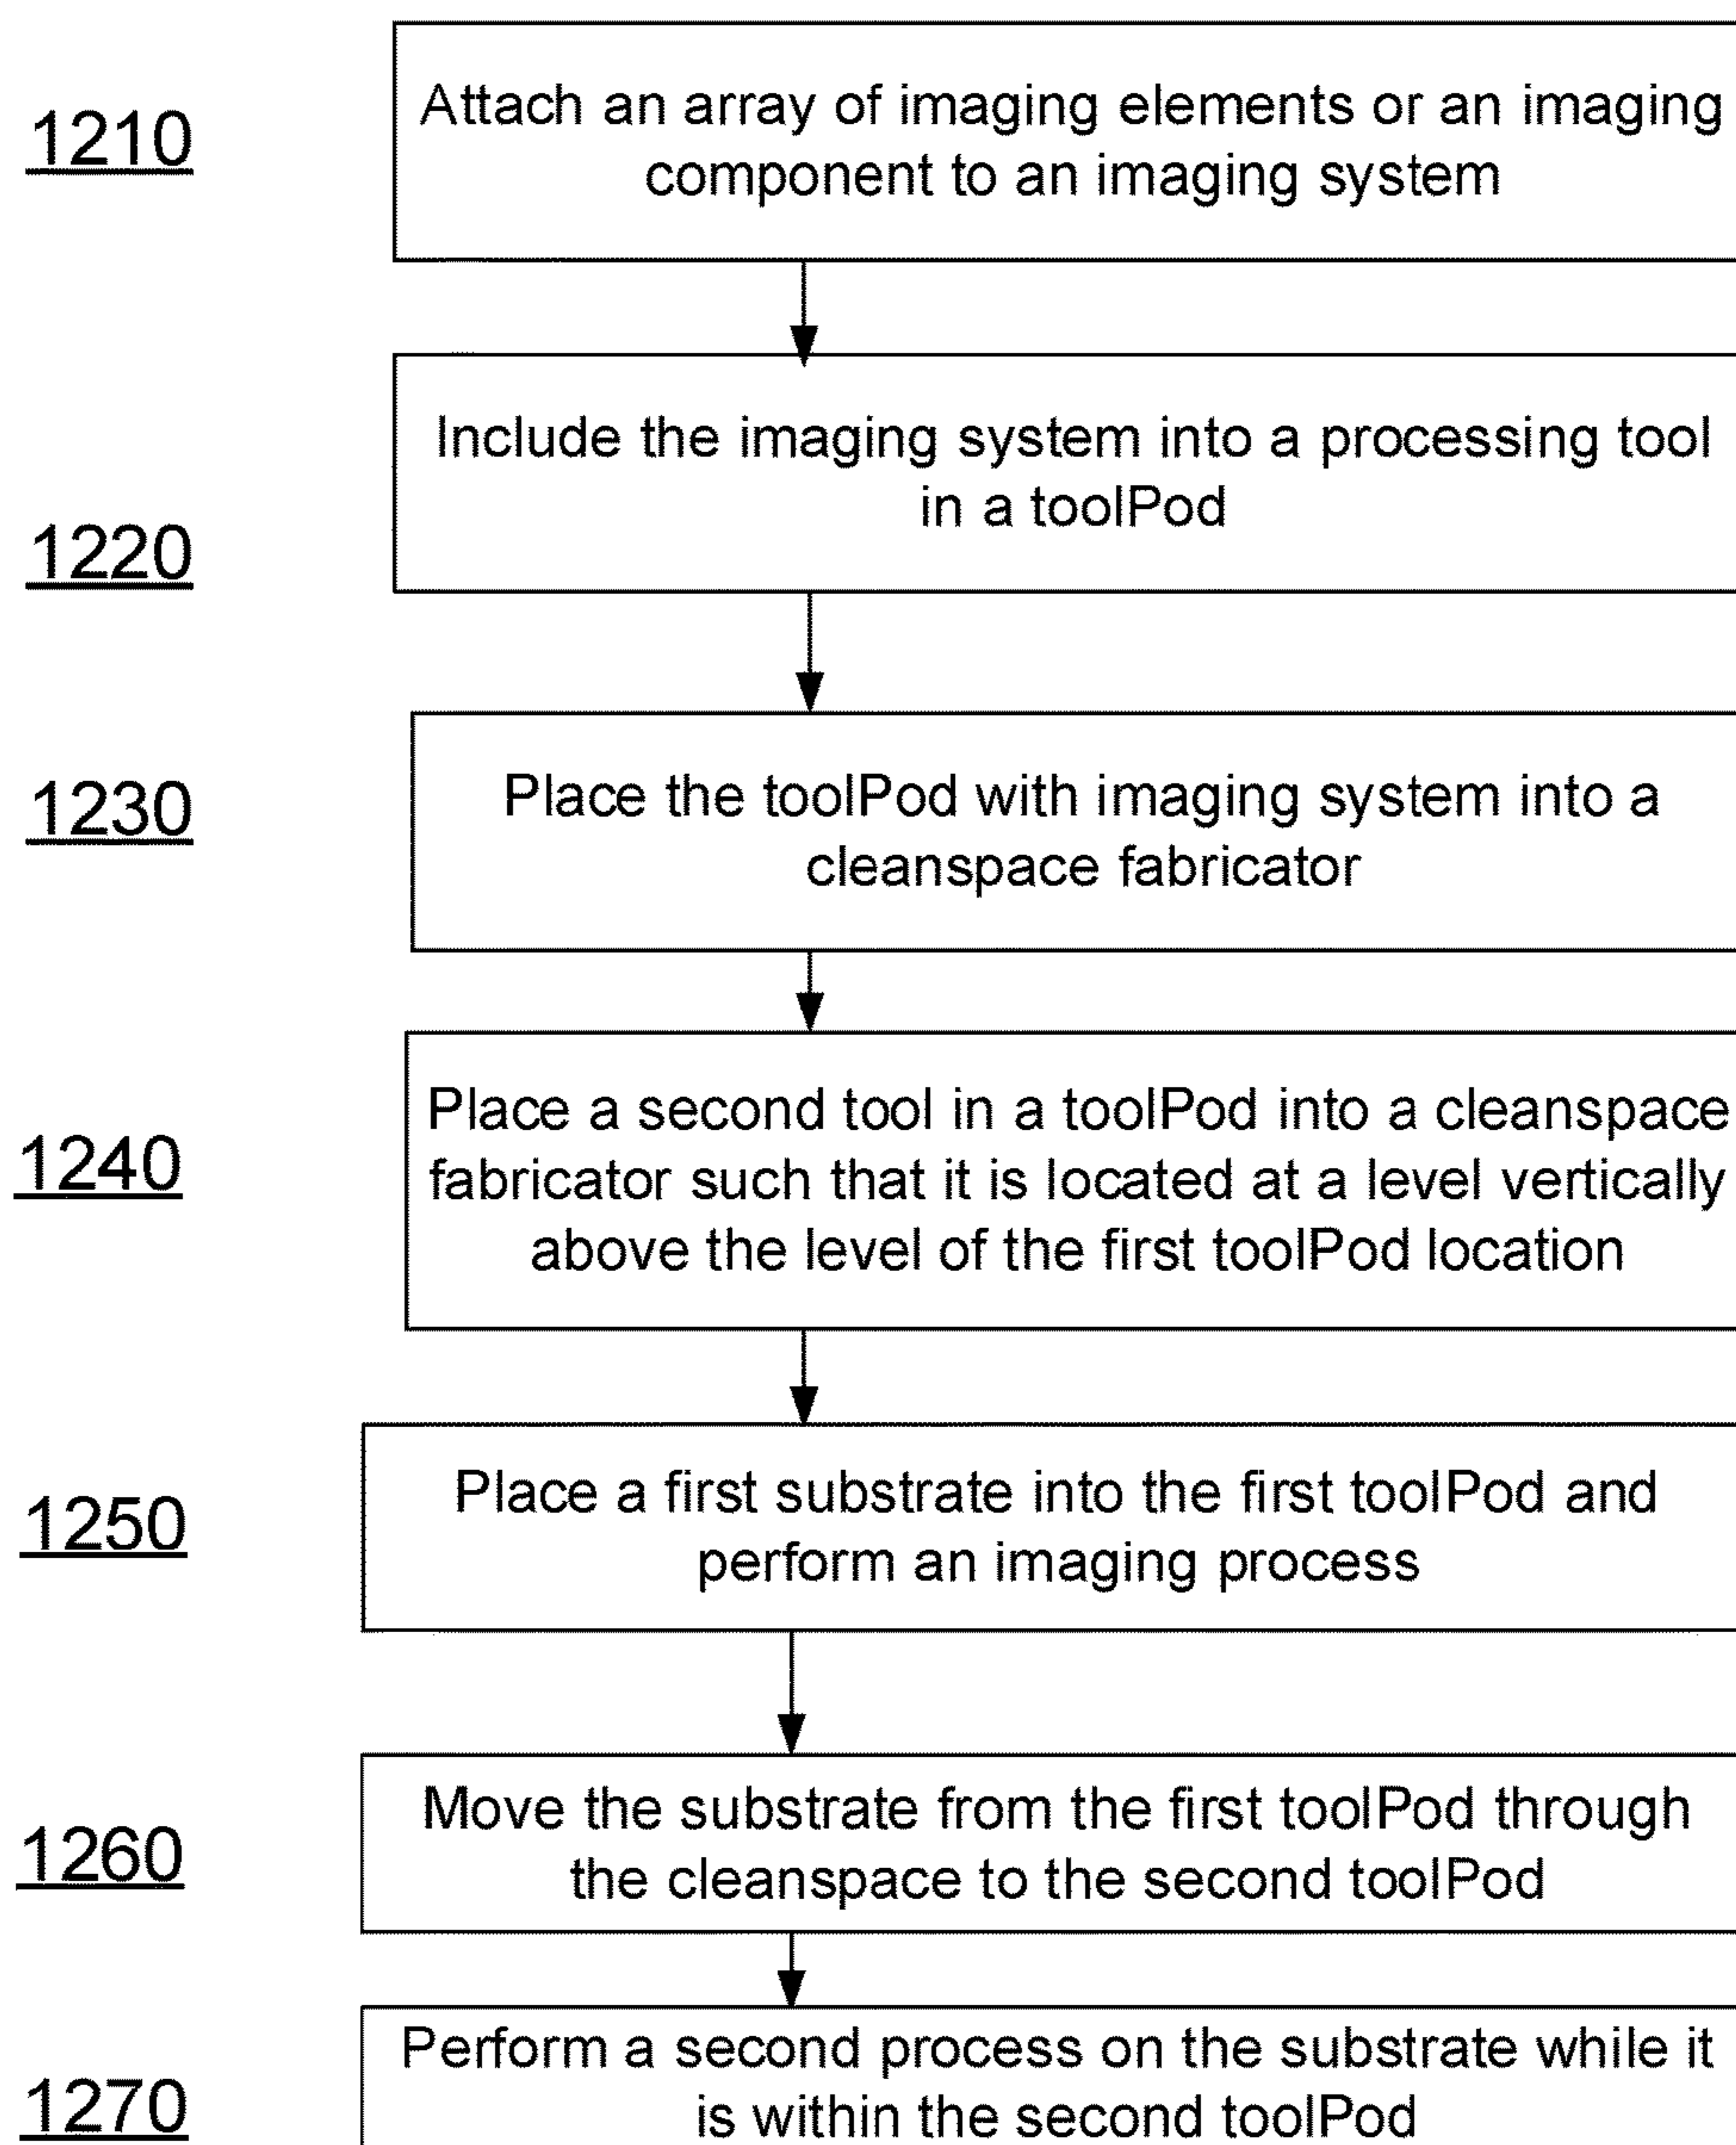 1210
Attach an array of imaging elements or an imaging
component to an imaging system
Include the imaging system into a processing tool
in a toolPod
1220
1230
Place the toolPod with imaging system into a
cleanspace fabricator
Place a second tool in a toolPod into a cleanspace
1240
fabricator such that it is located at a level vertically
above the level of the first toolPod location
1250
Place a first substrate into the first toolPod and
perform an imaging process
1260
Move the substrate from the first toolPod through
the cleanspace to the second toolPod
1270
Perform a second process on the substrate while it
is within the second toolPod